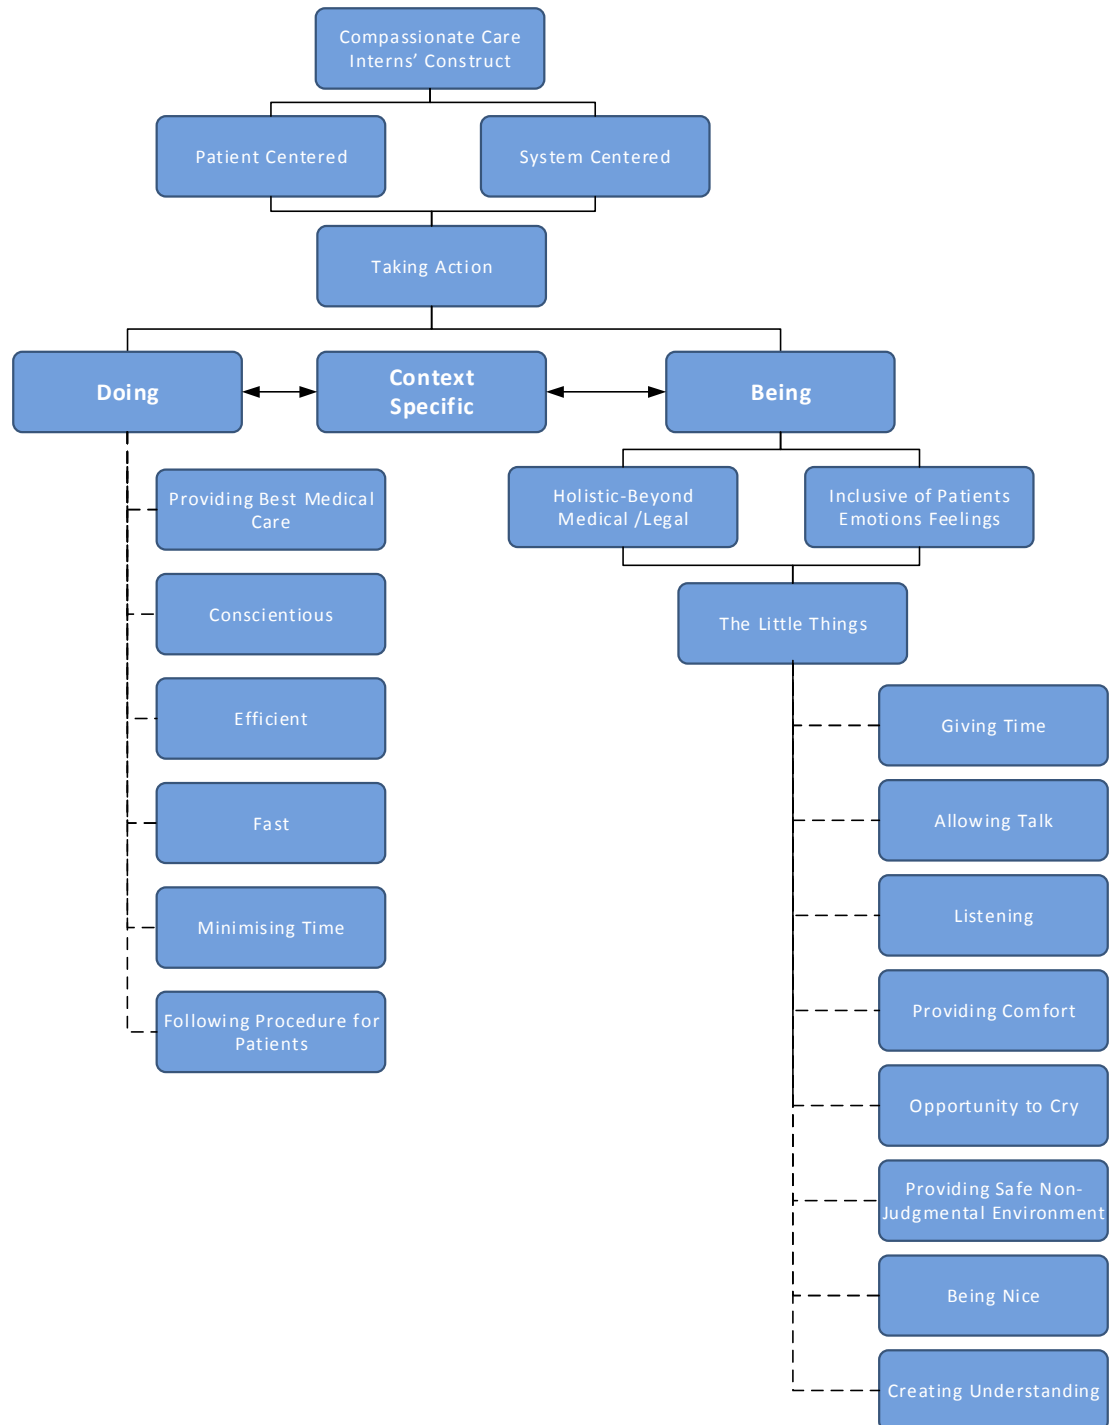 Compassionate Care
Interns’ Construct
Patient Centered
System Centered
Taking Action
Doing
Context
Specific
Being
Providing Best Medical
Care
Conscientious
Efficient
Fast
Minimising Time
Following Procedure for
Patients
Holistic-Beyond
Medical /Legal
Inclusive of Patients
Emotions Feelings
The Little Things
Giving Time
Allowing Talk
Listening
Providing Comfort
Opportunity to Cry
Providing Safe Non-
Judgmental Environment
Being Nice
Creating Understanding